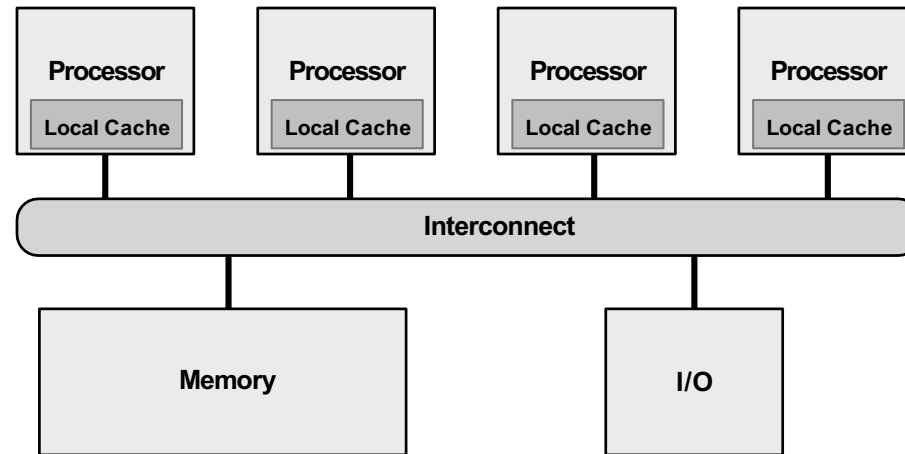 Processor
Local Cache
Processor
Local Cache
Processor
Local Cache
Processor
Local Cache
Interconnect
Memory
I/O